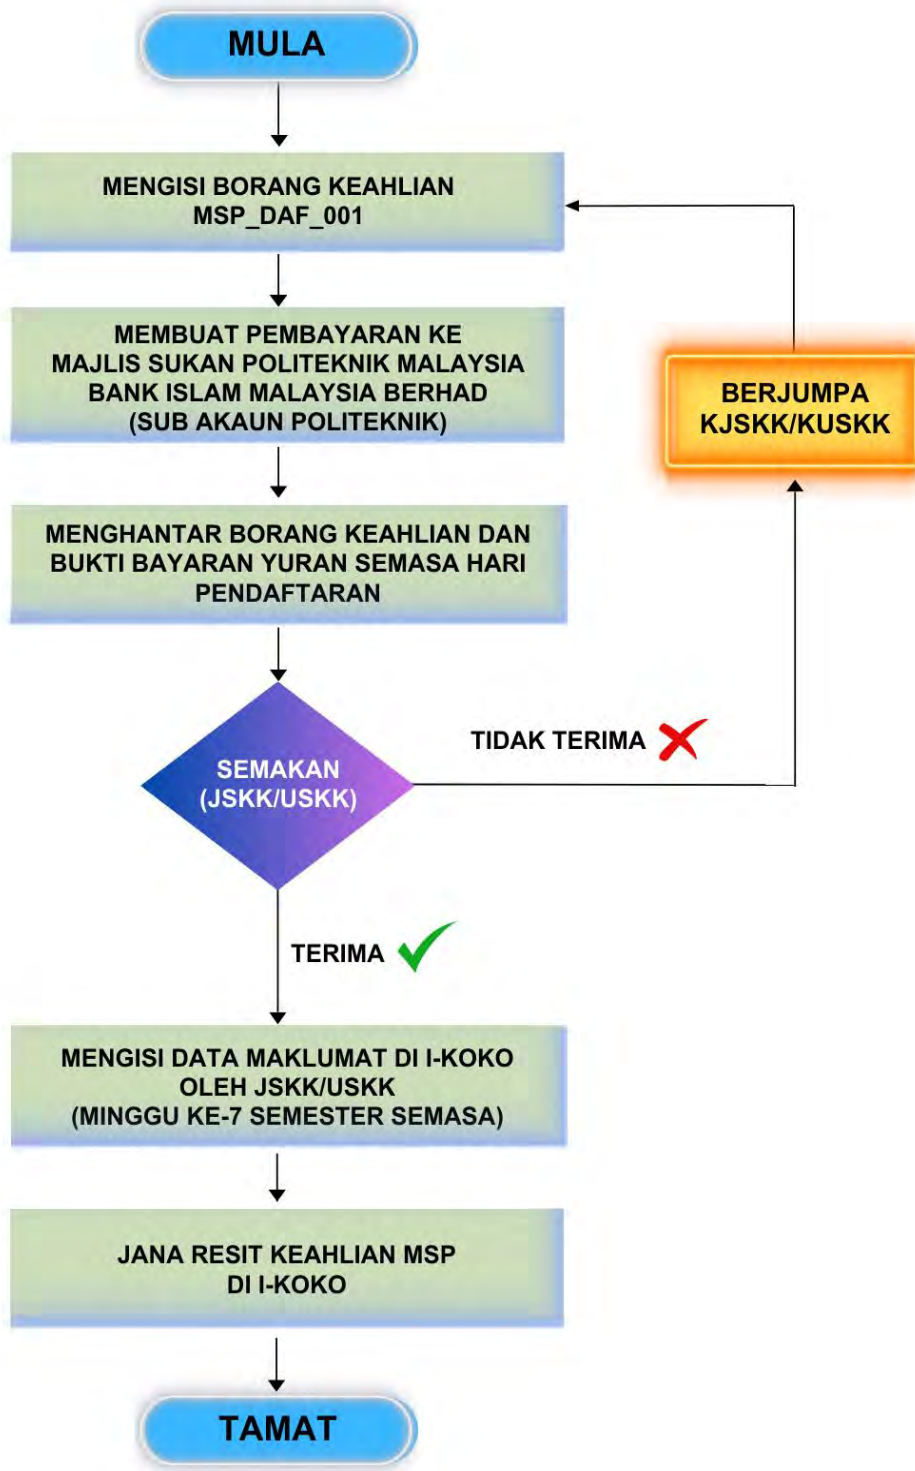 MULA
MENGISI BORANG KEAHLIAN
MSP_DAF_001
MEMBUAT PEMBAYARAN KE
MAJLIS SUKAN POLITEKNIK MALAYSIA
BANK ISLAM MALAYSIA BERHAD
(SUB AKAUN POLITEKNIK)
BERJUMPA
KJSKK/KUSKK
MENGHANTAR BORANG KEAHLIAN DAN
BUKTI BAYARAN YURAN SEMASA HARI
PENDAFTARAN
TIDAK TERIMA
SEMAKAN
(JSKK/USKK)
TERIMA
MENGISI DATA MAKLUMAT DI I-KOKO
OLEH JSKK/USKK
(MINGGU KE-7 SEMESTER SEMASA)
JANA RESIT KEAHLIAN MSP
DI I-KOKO
TAMAT